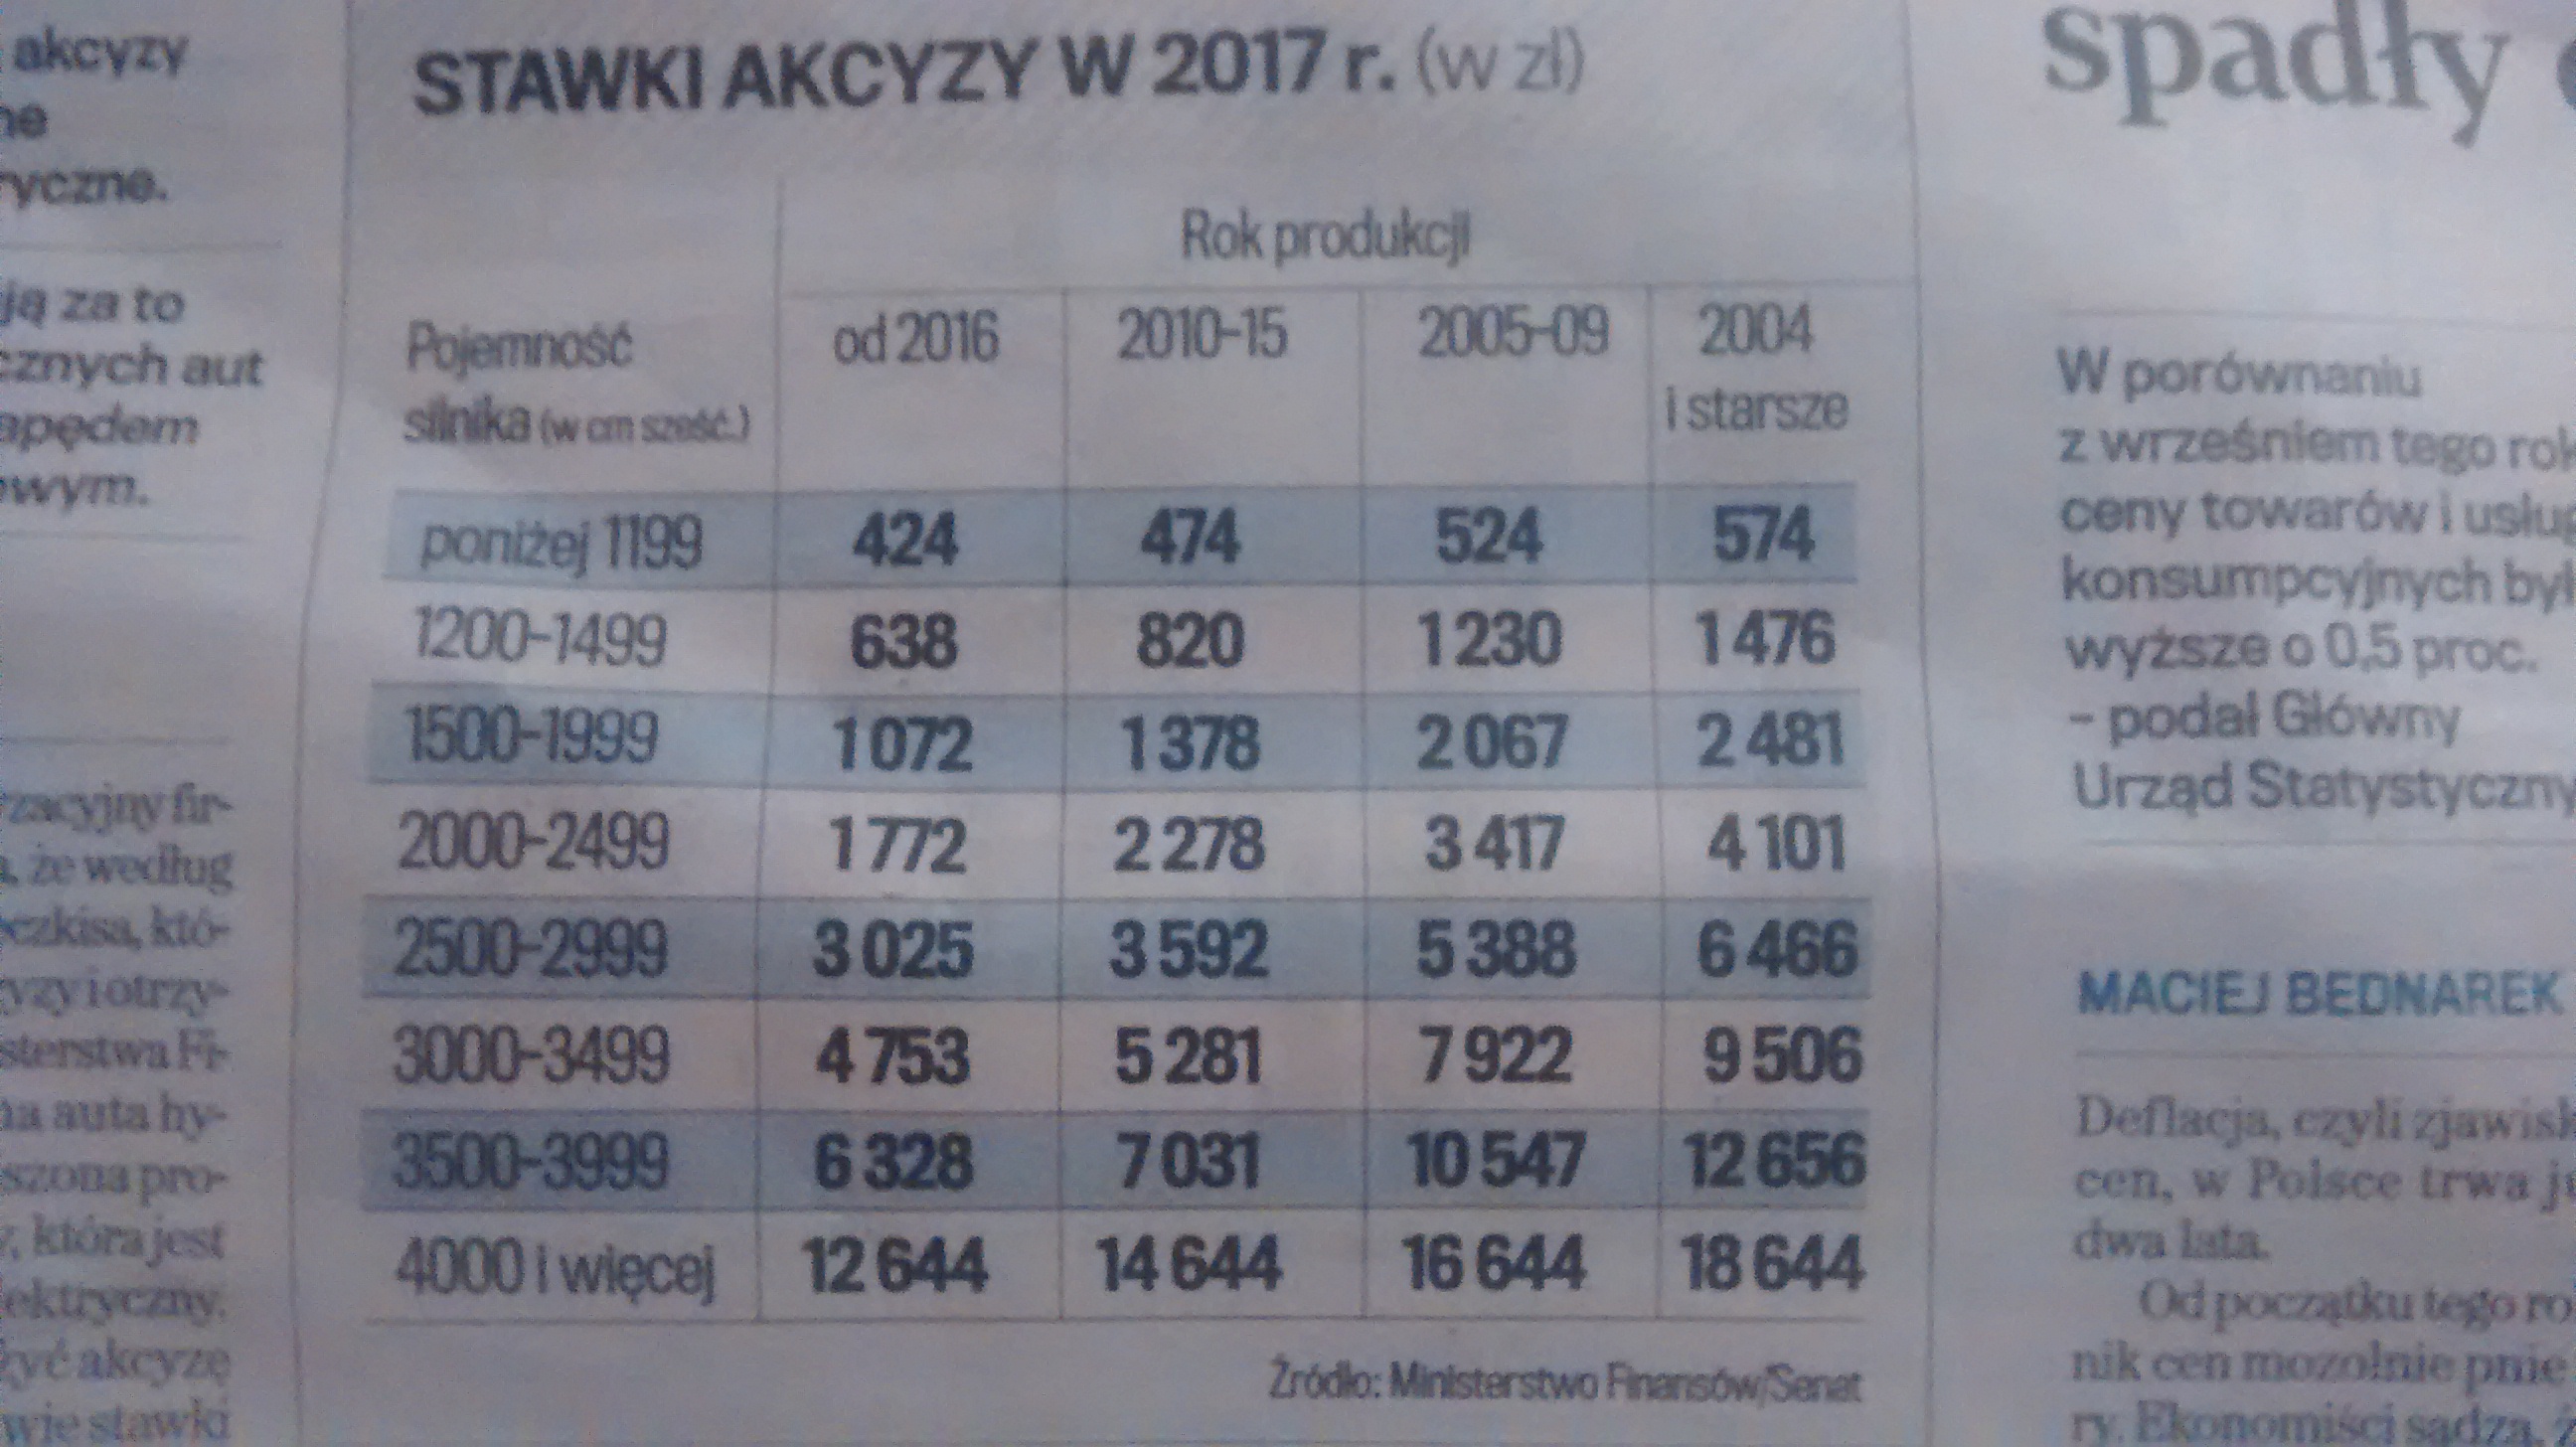 akcyzy
ryczne.
ją za to
cznych aut
apędem
owym.
zacyjny fir-
że według
czkisa, któ-
yzy i otrzy-
sterstwa Fi-
na auta hy-
szona pro-
która jest
ektryczny.
żyć akcyzę
wie stawki
STAWKI AKCYZY W 2017 r. (w zł)
Rok produkcji
Pojemność silnika (w cm sześć.) od 2016 2010-15 2005-09 2004 i starsze
poniżej 1199 424 474 524 574
1200-1499 638 820 1 230 1 476
1500-1999 1 072 1 378 2 067 2 481
2000-2499 1 772 2 278 3 417 4 101
2500-2999 3 025 3 592 5 388 6 466
3000-3499 4 753 5 281 7 922 9 506
3500-3999 6 328 7 031 10 547 12 656
4000 i więcej 12 644 14 644 16 644 18 644
Źródło: Ministerstwo Finansów/Senat
spadły
W porównaniu
z wrześniem tego rok
ceny towarów i usług
konsumpcyjnych był
wyższe o 0,5 proc.
– podał Główny
Urząd Statystyczny
MACIEJ BEDNAREK
Deflacja, czyli zjawisk
cen, w Polsce trwa ju
dwa lata.
Od początku tego ro
nik cen mozolnie pnie
ry. Ekonomiści sądzą, ż